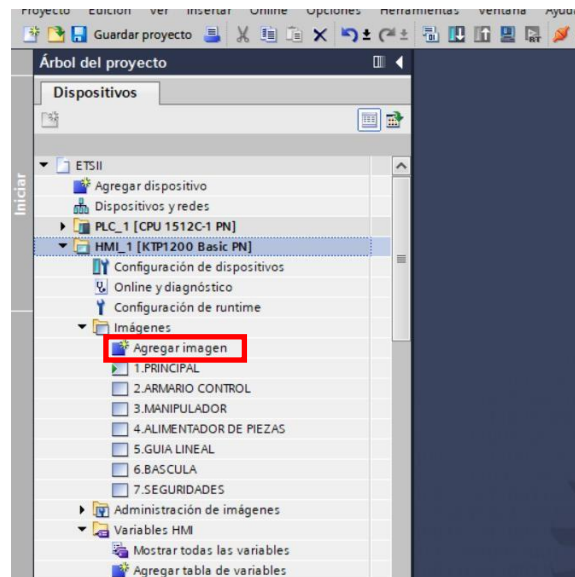 Proyecto Edición Ver Insertar Online Opciones Herramientas Ventana Ayuda
Guardar proyecto
Árbol del proyecto
Dispositivos
Iniciar
ETSII
Agregar dispositivo
Dispositivos y redes
PLC_1 [CPU 1512C-1 PN]
HMI_1 [KTP1200 Basic PN]
Configuración de dispositivos
Online y diagnóstico
Configuración de runtime
Imágenes
Agregar imagen
1.PRINCIPAL
2.ARMARIO CONTROL
3.MANIPULADOR
4.ALIMENTADOR DE PIEZAS
5.GUIA LINEAL
6.BASCULA
7.SEGURIDADES
Administración de imágenes
Variables HMI
Mostrar todas las variables
Agregar tabla de variables